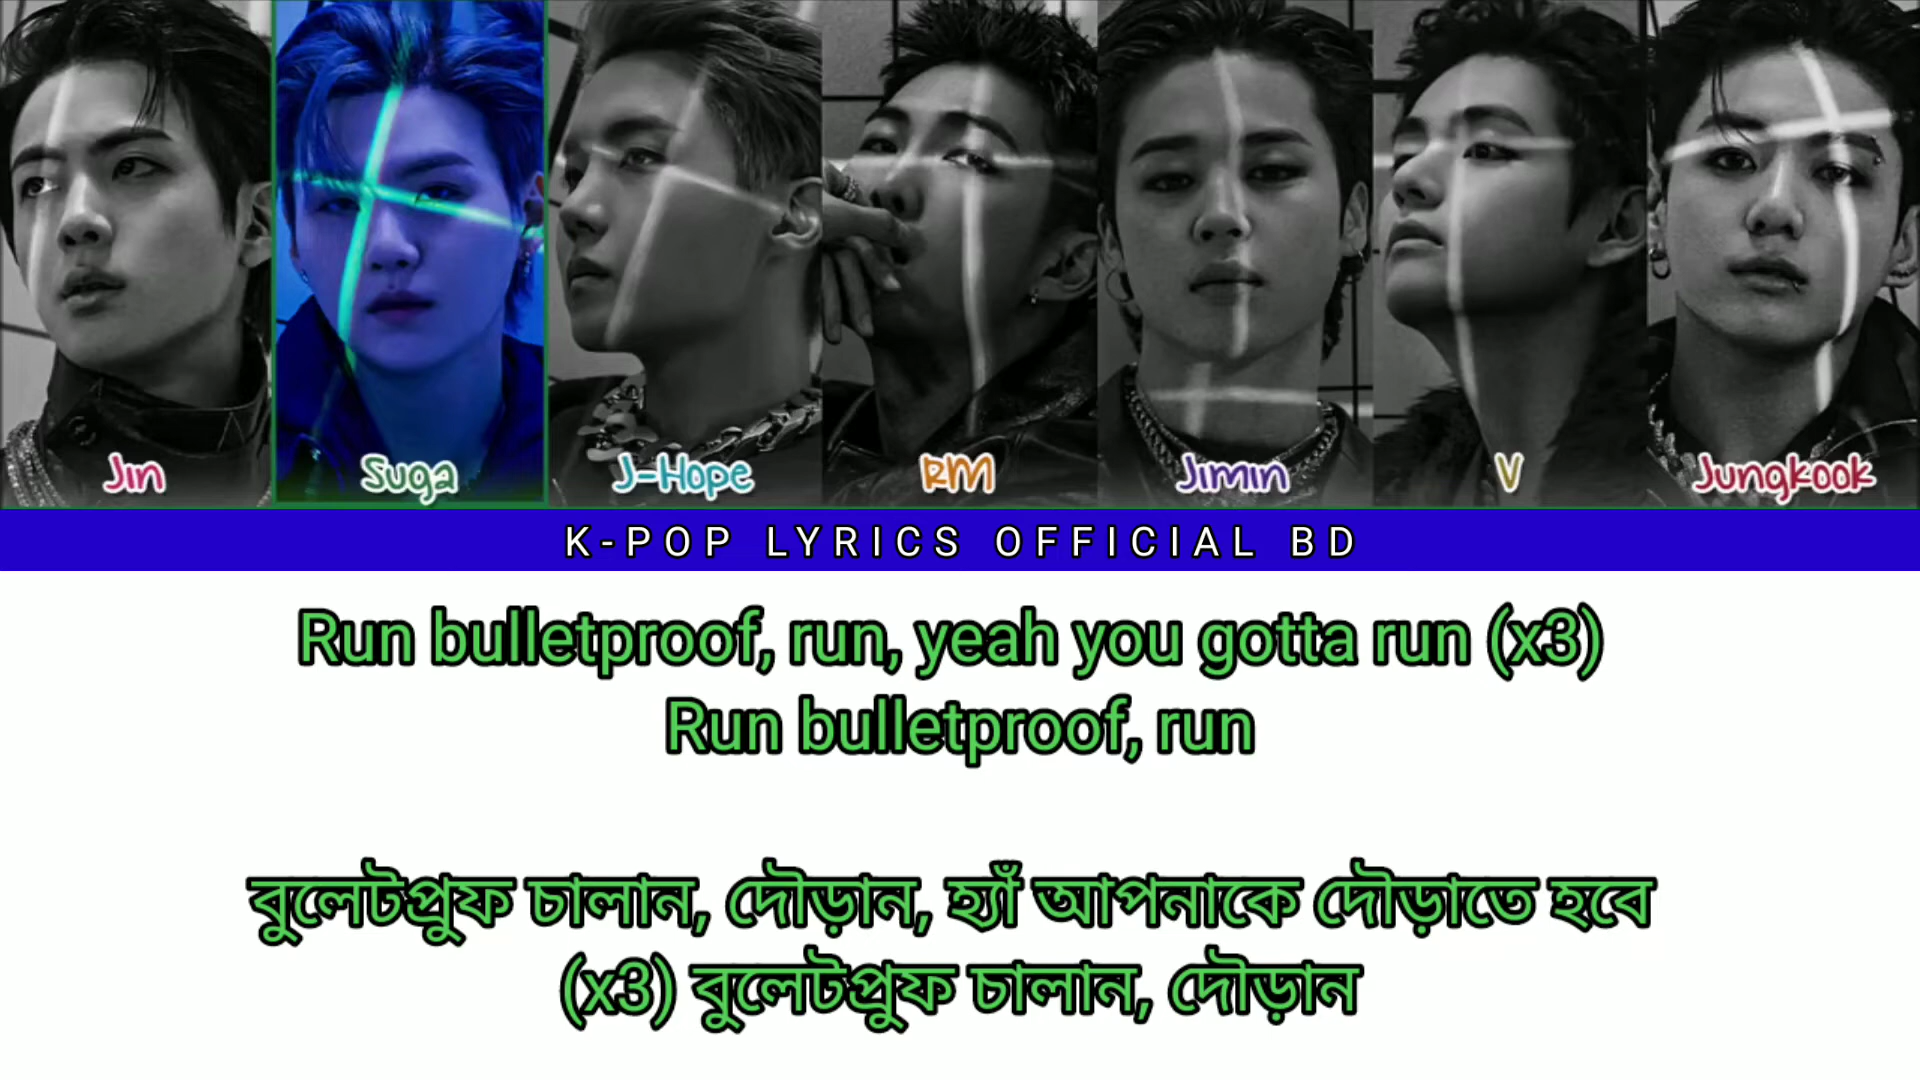 Jin
Suga
J-Hope
RM
Jimin
V
Jungkook
K-POP LYRICS OFFICIAL BD
Run bulletproof, run, yeah you gotta run (x3)
Run bulletproof, run
বুলেটপ্রুফ চালান, দৌড়ান, হ্যাঁ আপনাকে দৌড়াতে হবে
(x3) বুলেটপ্রুফ চালান, দৌড়ান